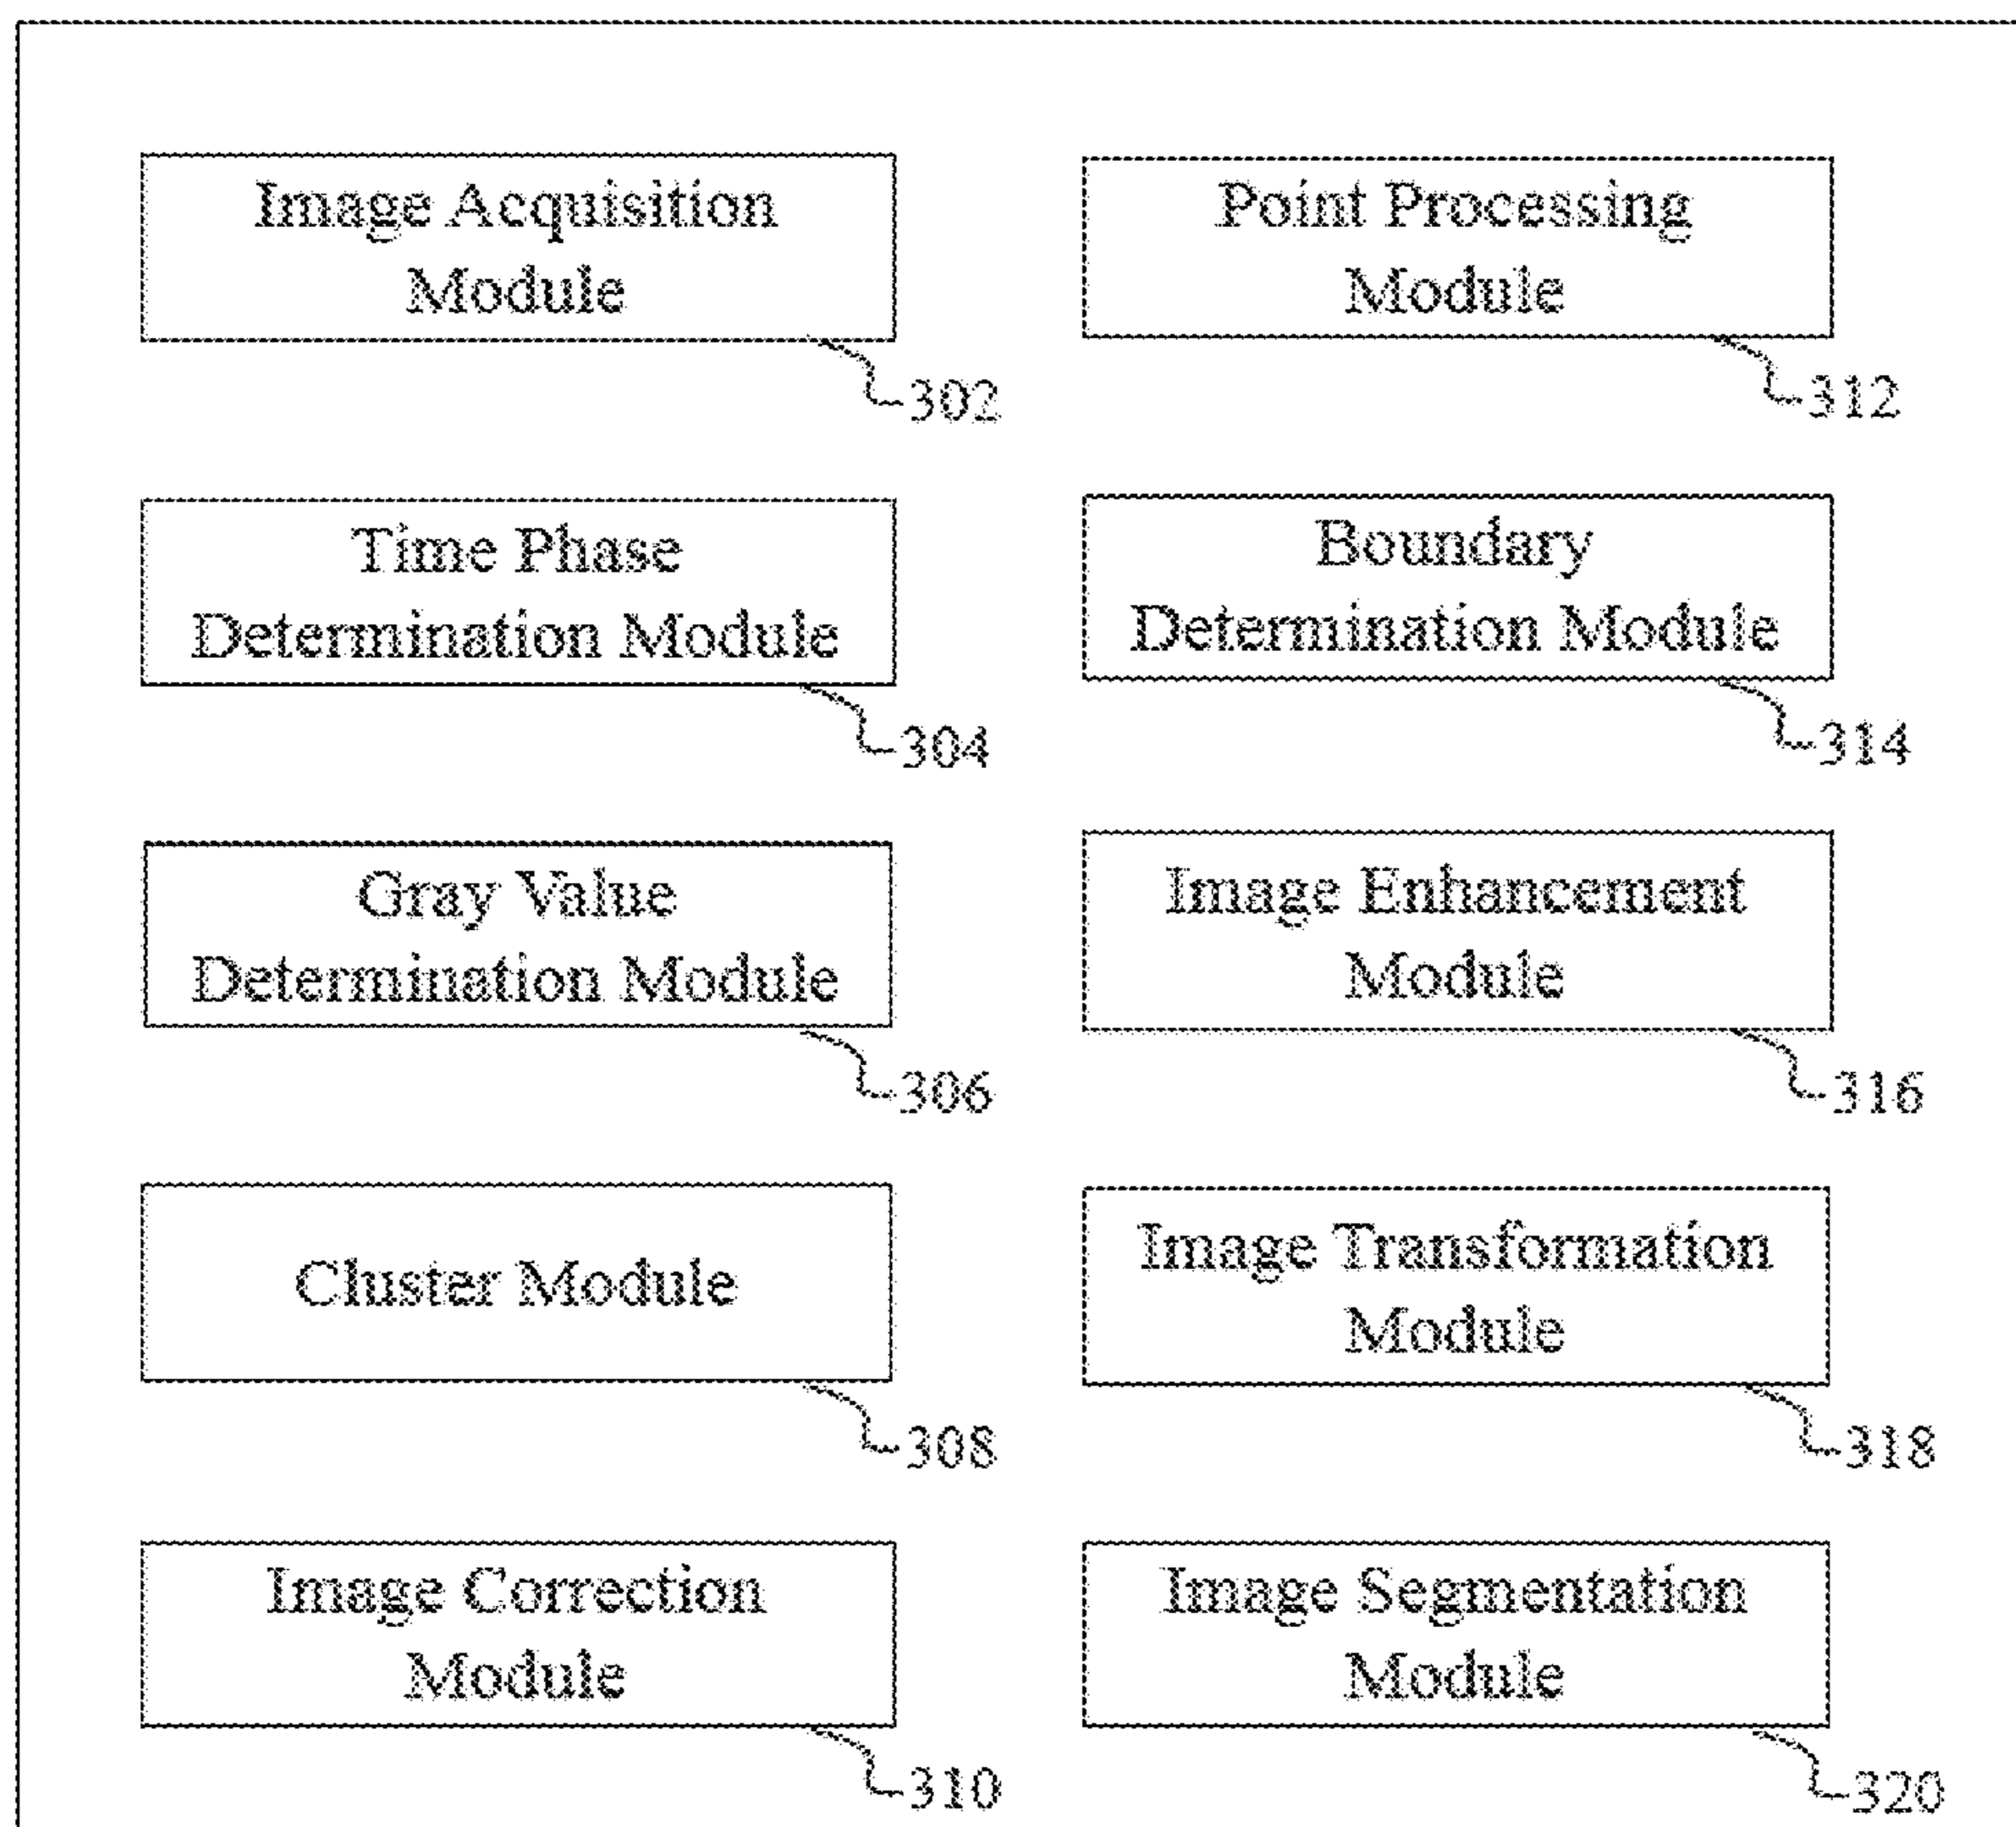 Image Acquisition
Module
302
Time Phase
Determination Module
304
Gray Value
Determination Module
306
Cluster Module
308
Image Correction
Module
310
Point Processing
Module
312
Boundary
Determination Module
314
Image Enhancement
Module
316
Image Transformation
Module
318
Image Segmentation
Module
320